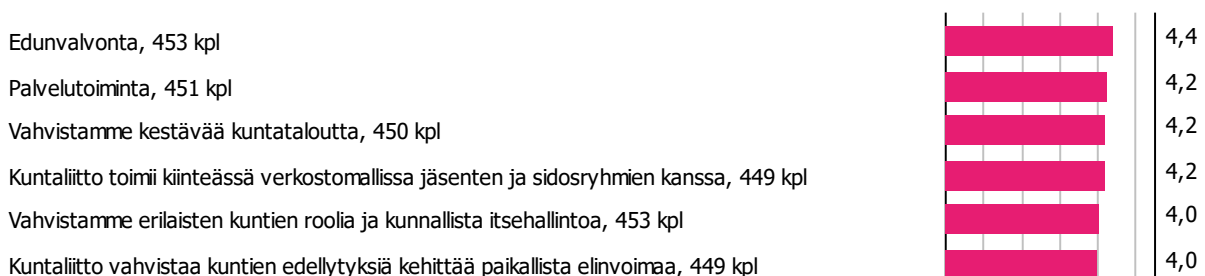 Edunvalvonta, 453 kpl 4,4
Palvelutoiminta, 451 kpl 4,2
Vahvistamme kestävää kuntataloutta, 450 kpl 4,2
Kuntaliitto toimii kiinteässä verkostomallissa jäsenten ja sidosryhmien kanssa, 449 kpl 4,2
Vahvistamme erilaisten kuntien roolia ja kunnallista itsehallintoa, 453 kpl 4,0
Kuntaliitto vahvistaa kuntien edellytyksiä kehittää paikallista elinvoimaa, 449 kpl 4,0